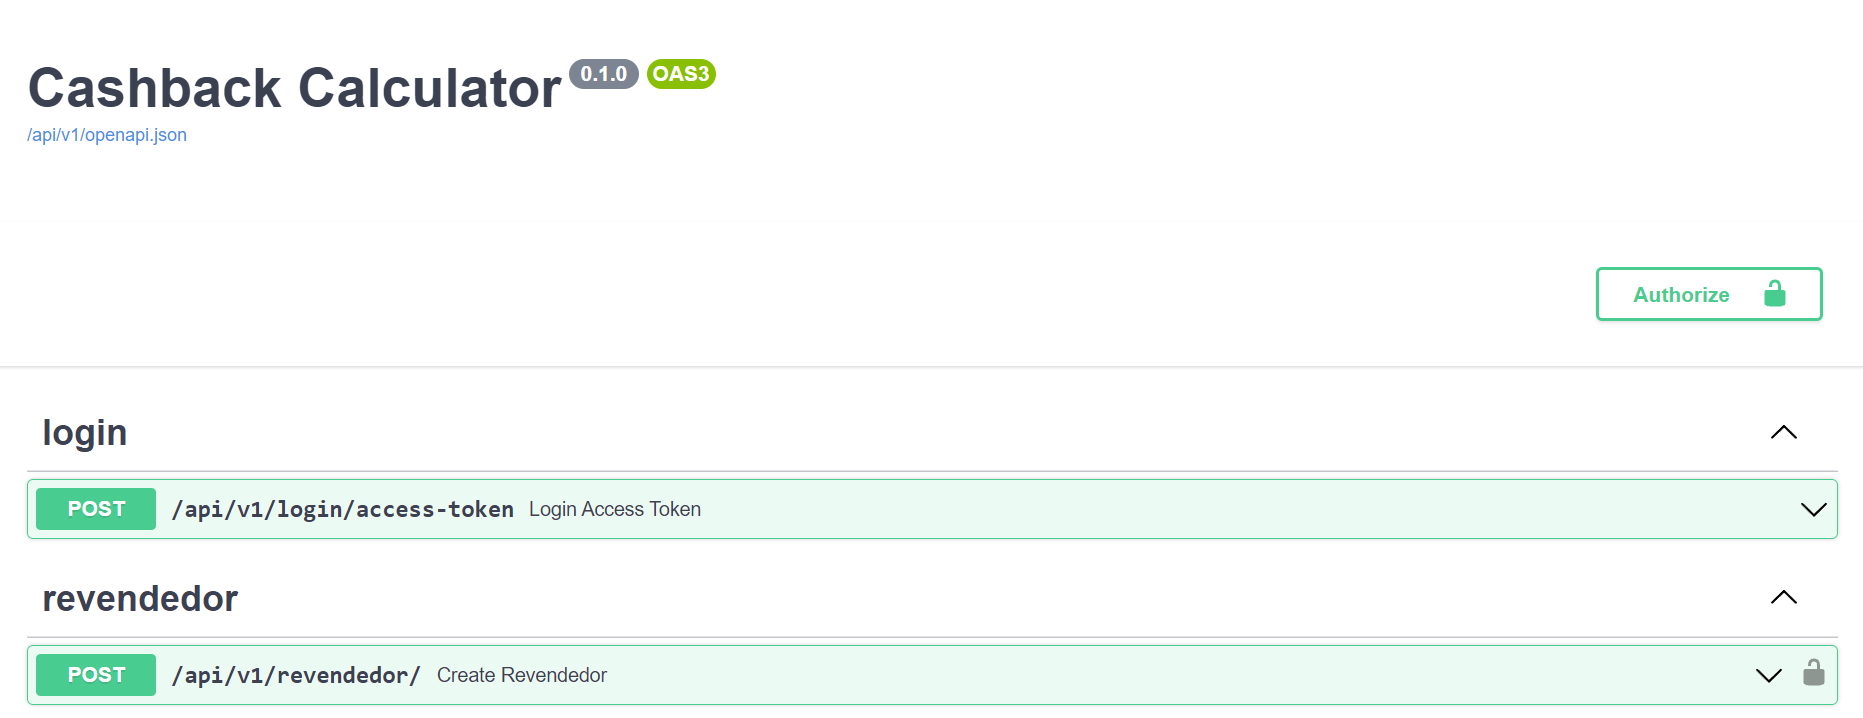 Cashback Calculator 0.1.0 OAS3
/api/v1/openapi.json
Authorize
login
POST /api/v1/login/access-token Login Access Token
revendedor
POST /api/v1/revendedor/ Create Revendedor